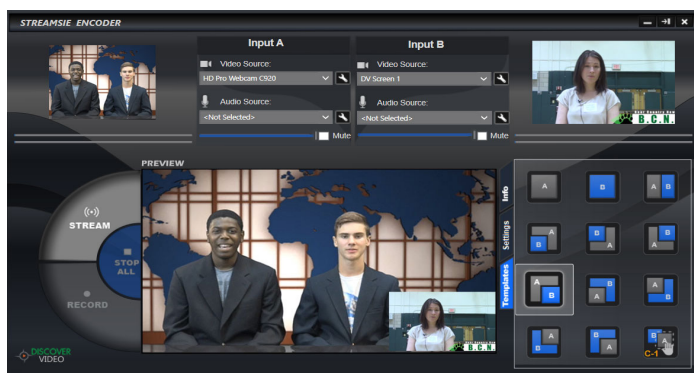 STREAMSIE ENCODER
Input A
Input B
Video Source:
HD Pro Webcam C920
Video Source:
DV Screen 1
Audio Source:
<Not Selected>
Audio Source:
<Not Selected>
Mute
Mute
B.C.N.
PREVIEW
STREAM
STOP
ALL
RECORD
DISCOVER
VIDEO
B.C.N.
Info
Settings
Templates
A
B
A B
B A
B A
A B
A B
B A
A B
B A
B A
B A
C-1